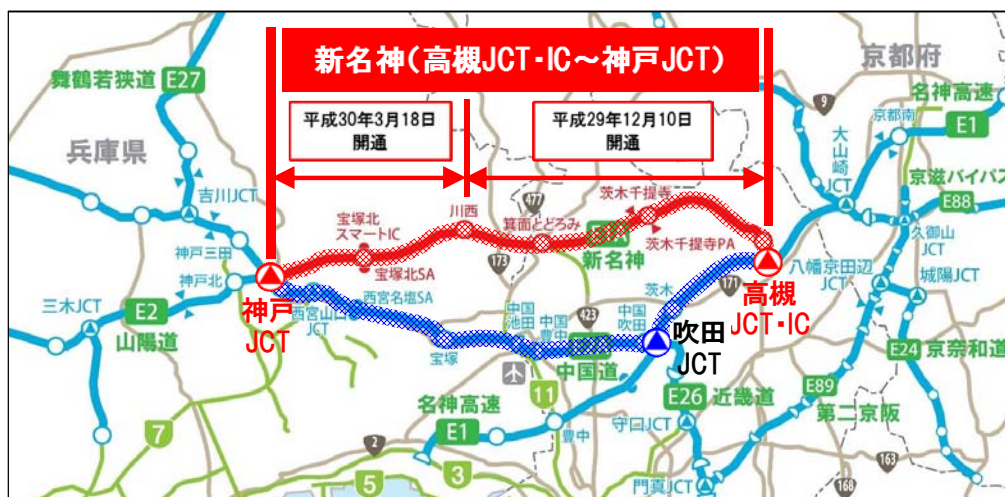 新名神(高槻JCT・IC～神戸JCT)
平成30年3月18日
開通
平成29年12月10日
開通
京都府
名神高速
E1
京都南
9
大山崎
JCT
京滋バイパス
E88
久御山
JCT
城陽JCT
八幡京田辺
JCT
E24
京奈和道
E89
第二京阪
163
168
舞鶴若狭道
E27
兵庫県
吉川JCT
神戸三田
神戸北
三木JCT
E2
山陽道
7
神戸
JCT
宝塚北
スマートIC
宝塚北SA
川西
477
173
箕面とどろみ
新名神
茨木千提寺
茨木千提寺PA
171
高槻
JCT・IC
茨木
吹田
JCT
西宮名塩SA
西宮山口
JCT
宝塚
中国
池田
中国
豊中
423
中国
吹田
中国道
11
名神高速
E1
豊中
2
5
3
E26
近畿道
守口JCT
門真JCT